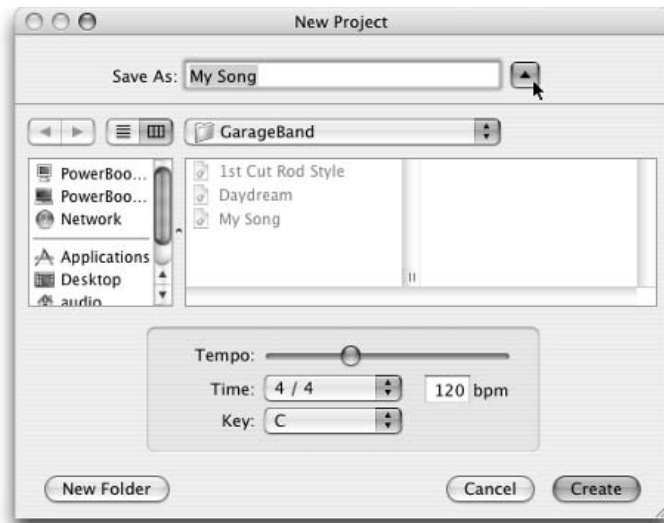 New Project
Save As: My Song
GarageBand
PowerBoo...
PowerBoo...
Network
Applications
Desktop
audio
1st Cut Rod Style
Daydream
My Song
Tempo:
Time: 4 / 4 120 bpm
Key: C
New Folder Cancel Create